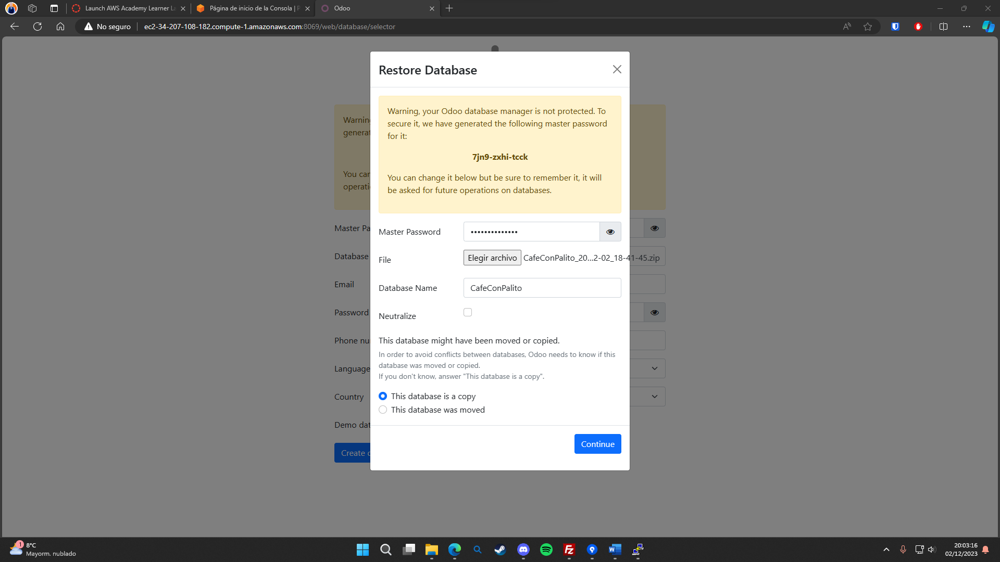 Launch AWS Academy Learner La
Página de inicio de la Consola | P
Odoo
No seguro
ec2-34-207-108-182.compute-1.amazonaws.com:8069/web/database/selector
Restore Database
Warning, your Odoo database manager is not protected. To
secure it, we have generated the following master password
for it:
7jn9-zxhi-tcck
You can change it below but be sure to remember it, it will
be asked for future operations on databases.
Master Password
••••••••••••••
File
Elegir archivo
CafeConPalito_20...2-02_18-41-45.zip
Database Name
CafeConPalito
Neutralize
This database might have been moved or copied.
In order to avoid conflicts between databases, Odoo needs to know if this
database was moved or copied.
If you don't know, answer "This database is a copy".
This database is a copy
This database was moved
Continue
Warning
generat
You can
operati
Master Pa
Database
Email
Password
Phone nu
Language
Country
Demo dat
Create d
1
8°C
Mayorm. nublado
20:03:16
02/12/2023